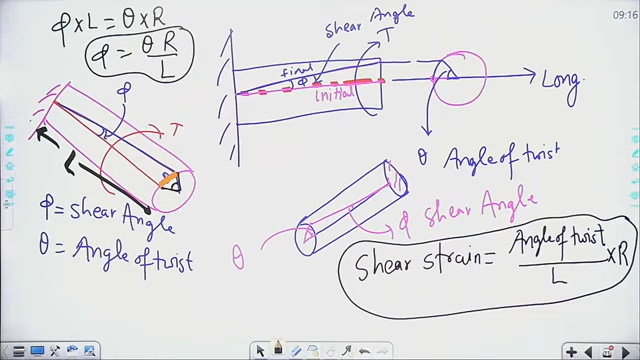 ϕ×L = θ×R
ϕ = θ R / L
ϕ
T
L
ϕ = Shear Angle
θ = Angle of twist
shear Angle
T
final
ϕ
Initial
Long.
θ Angle of twist
ϕ Shear Angle
θ
Shear strain = Angle of twist / L ×R
09:16